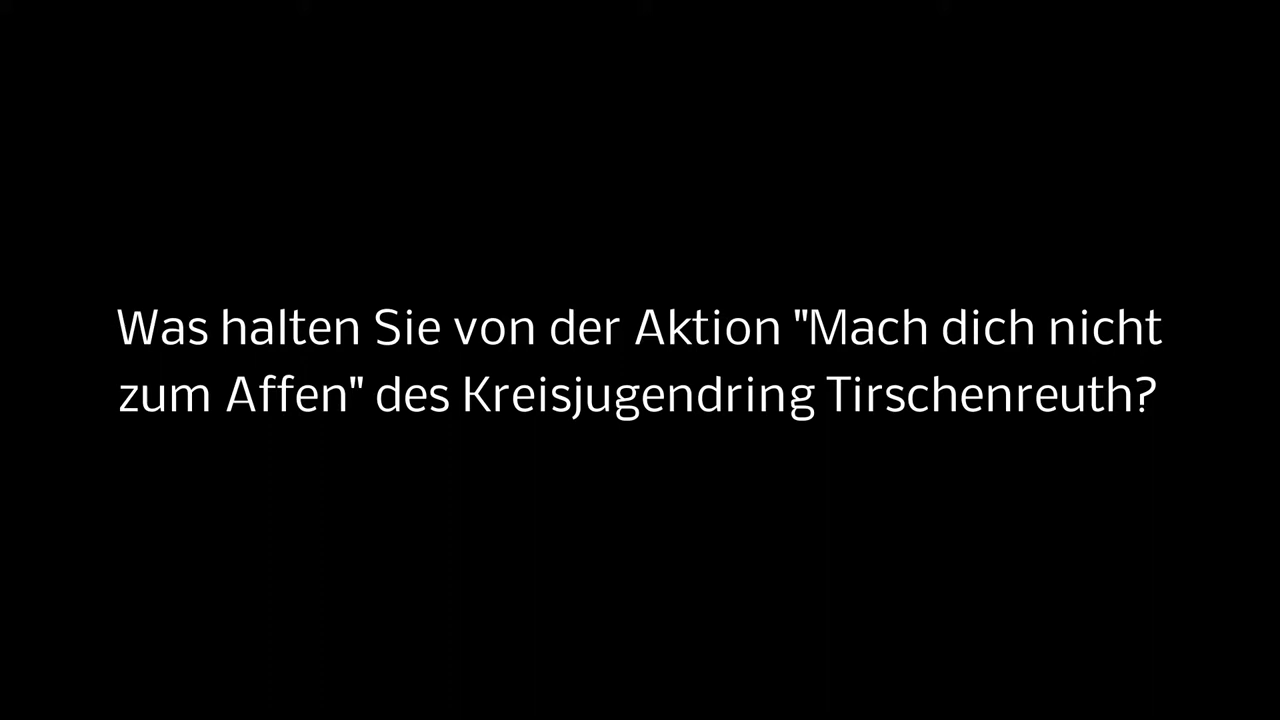 Was halten Sie von der Aktion "Mach dich nicht
zum Affen" des Kreisjugendring Tirschenreuth?